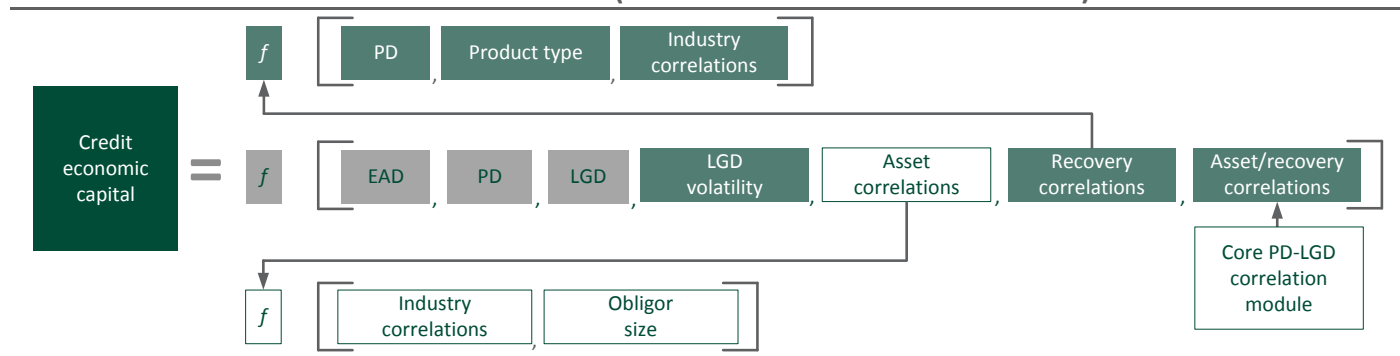 f
PD , Product type , Industry
correlations
Credit
economic
capital
=
f
EAD , PD , LGD , LGD
volatility , Asset
correlations , Recovery
correlations , Asset/recovery
correlations
Core PD-LGD
correlation
module
f
Industry
correlations , Obligor
size